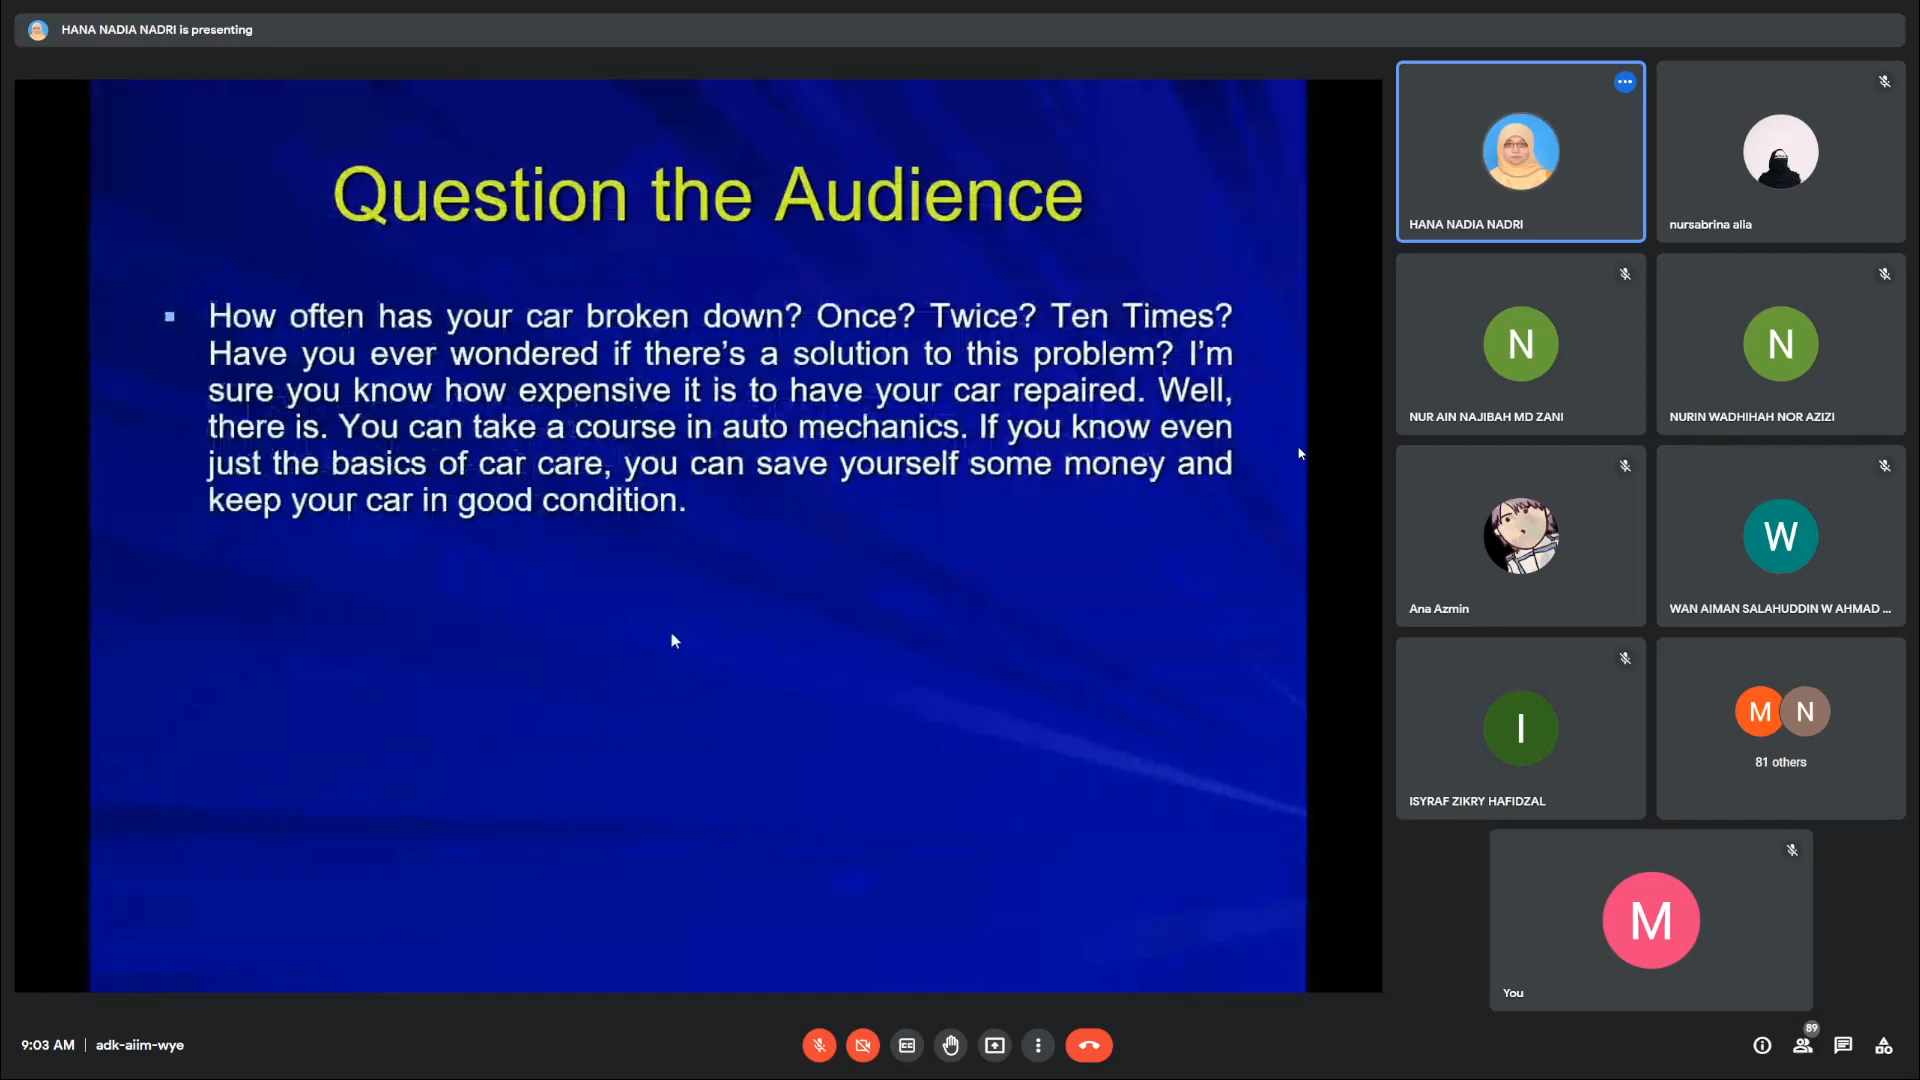 HANA NADIA NADRI is presenting
Question the Audience
How often has your car broken down? Once? Twice? Ten Times?
Have you ever wondered if there's a solution to this problem? I'm
sure you know how expensive it is to have your car repaired. Well,
there is. You can take a course in auto mechanics. If you know even
just the basics of car care, you can save yourself some money and
keep your car in good condition.
HANA NADIA NADRI
nursabrina alia
N
N
NUR AIN NAJIBAH MD ZANI
NURIN WADHIHAH NOR AZIZI
W
Ana Azmin
WAN AIMAN SALAHUDDIN W AHMAD ...
I
M N
81 others
ISYRAF ZIKRY HAFIDZAL
M
You
9:03 AM | adk-aiim-wye
89